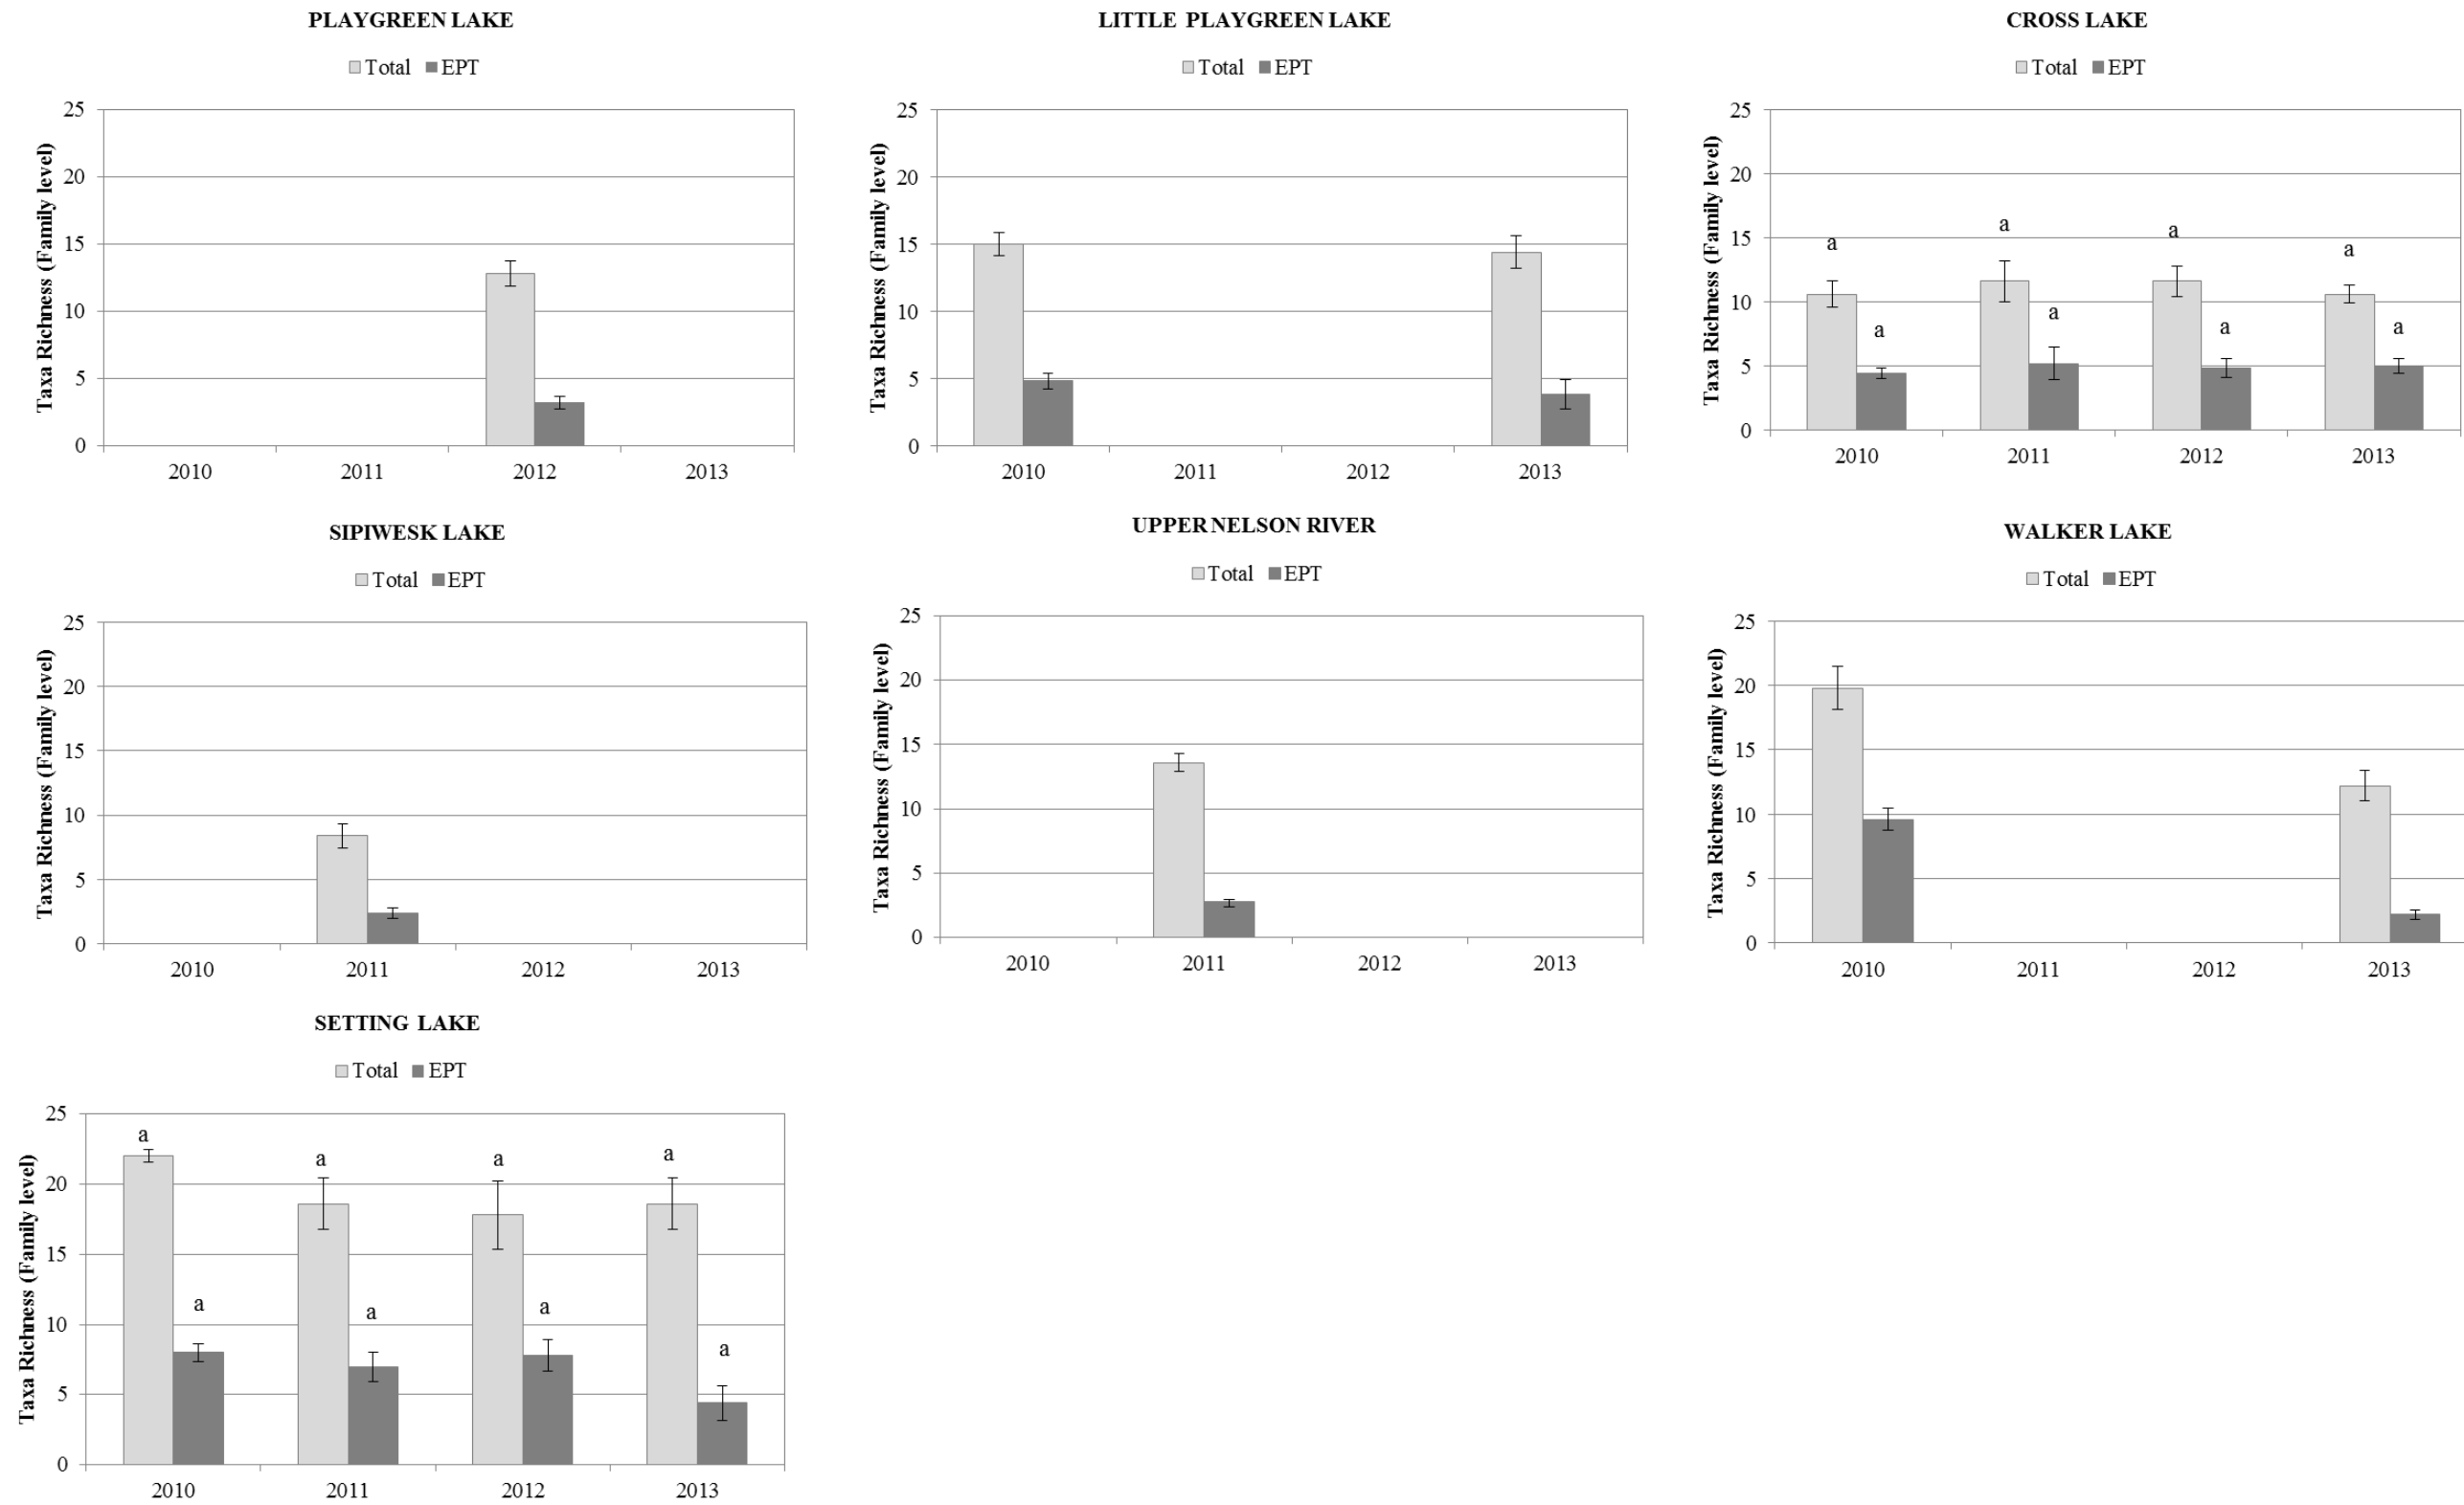 PLAYGREEN LAKE
Total EPT
Taxa Richness (Family level)
25
20
15
10
5
0
2010 2011 2012 2013
LITTLE PLAYGREEN LAKE
Total EPT
Taxa Richness (Family level)
25
20
15
10
5
0
2010 2011 2012 2013
CROSS LAKE
Total EPT
Taxa Richness (Family level)
25
20
15
10
5
0
a a a a
a a a a
2010 2011 2012 2013
SIPIWESK LAKE
Total EPT
Taxa Richness (Family level)
25
20
15
10
5
0
2010 2011 2012 2013
UPPER NELSON RIVER
Total EPT
Taxa Richness (Family level)
25
20
15
10
5
0
2010 2011 2012 2013
WALKER LAKE
Total EPT
Taxa Richness (Family level)
25
20
15
10
5
0
2010 2011 2012 2013
SETTING LAKE
Total EPT
Taxa Richness (Family level)
25
20
15
10
5
0
a a a a
a a a a
2010 2011 2012 2013